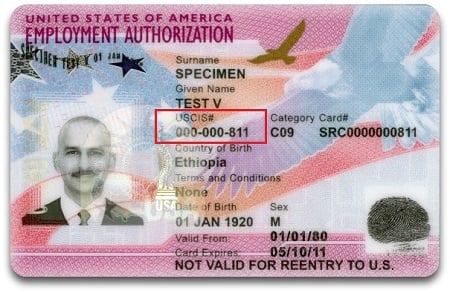 UNITED STATES OF AMERICA
EMPLOYMENT AUTHORIZATION
SPECIMEN TEST V 01 JAN
Surname
SPECIMEN
Given Name
TEST V
USCIS# Category Card#
000-000-811 C09 SRC0000000811
Country of Birth
Ethiopia
Terms and Conditions
None
Date of Birth Sex
01 JAN 1920 M
Valid From: 01/01/80
Card Expires: 05/10/11
NOT VALID FOR REENTRY TO U.S.
USA